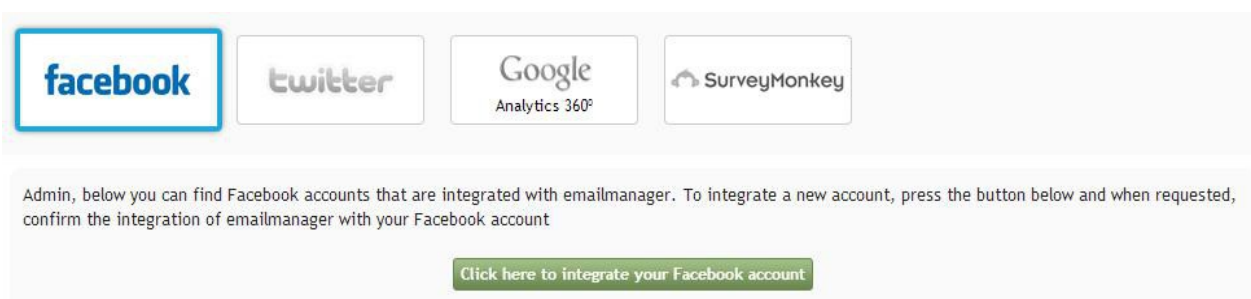 facebook
twitter
Google
Analytics 360º
SurveyMonkey
Admin, below you can find Facebook accounts that are integrated with emailmanager. To integrate a new account, press the button below and when requested,
confirm the integration of emailmanager with your Facebook account
Click here to integrate your Facebook account